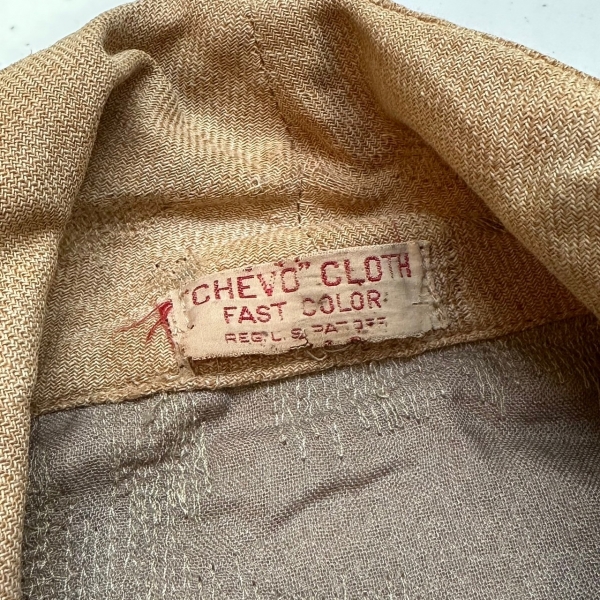 "CHEVO" CLOTH
FAST COLOR
REG. U. S. PAT. OFF.